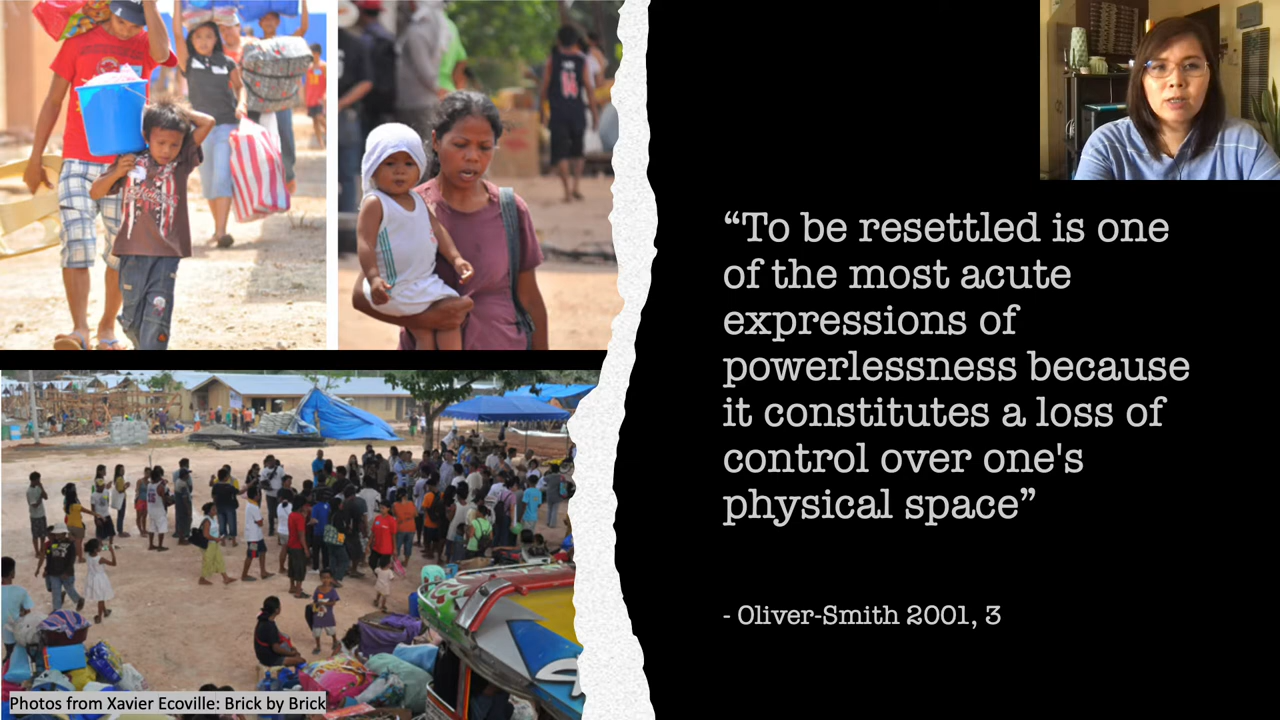 “To be resettled is one
of the most acute
expressions of
powerlessness because
it constitutes a loss of
control over one's
physical space”
- Oliver-Smith 2001, 3
Photos from Xavier Ecoville: Brick by Brick